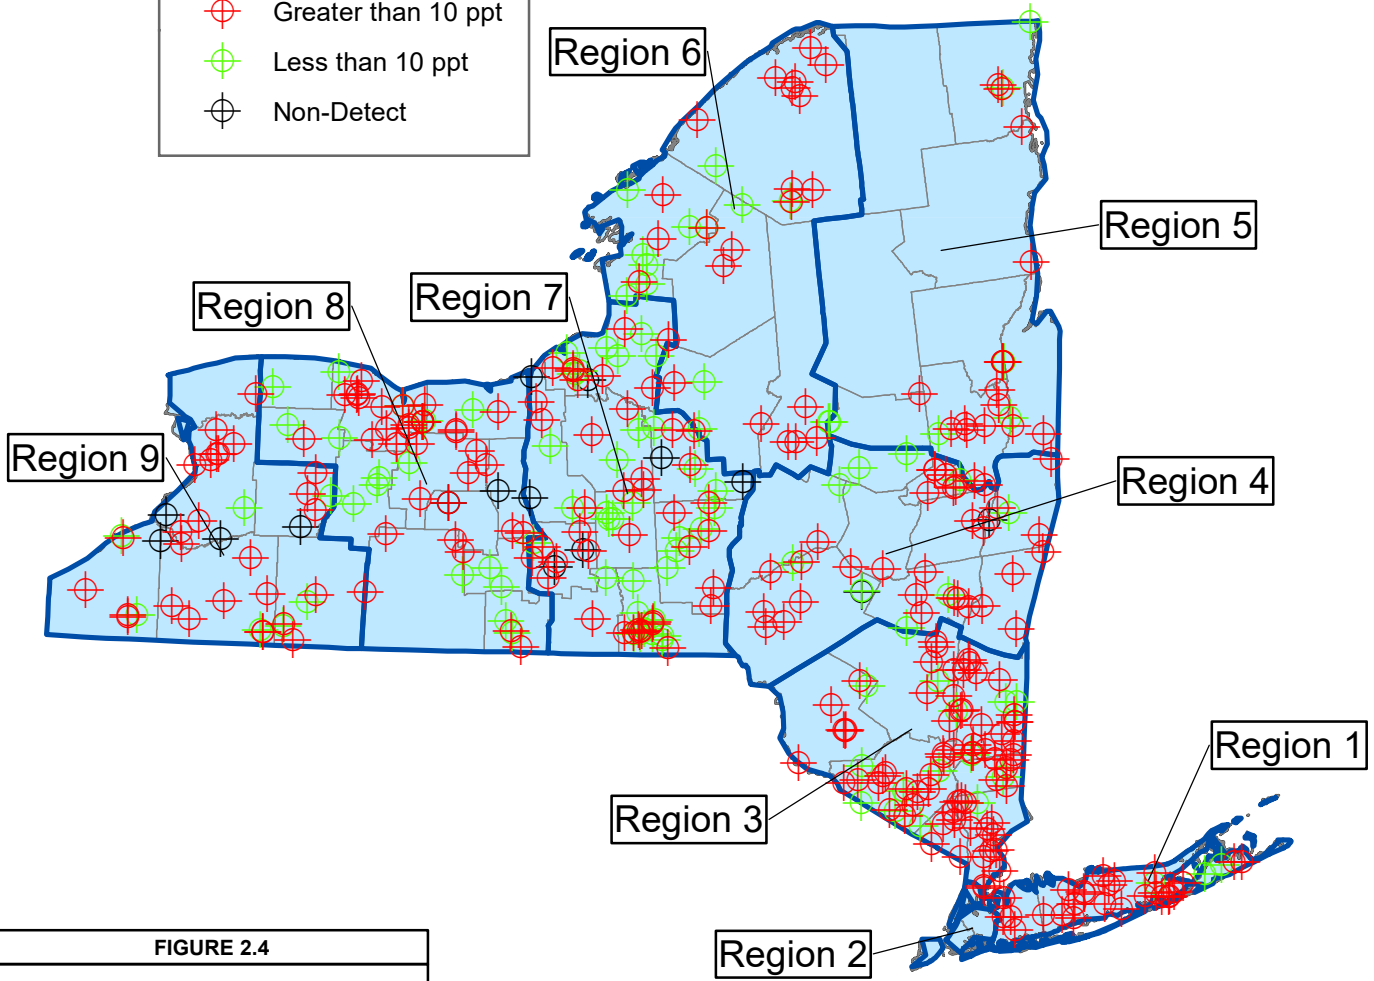 Greater than 10 ppt
Less than 10 ppt
Non-Detect
Region 6
Region 5
Region 8
Region 7
Region 9
Region 4
Region 1
Region 3
Region 2
FIGURE 2.4